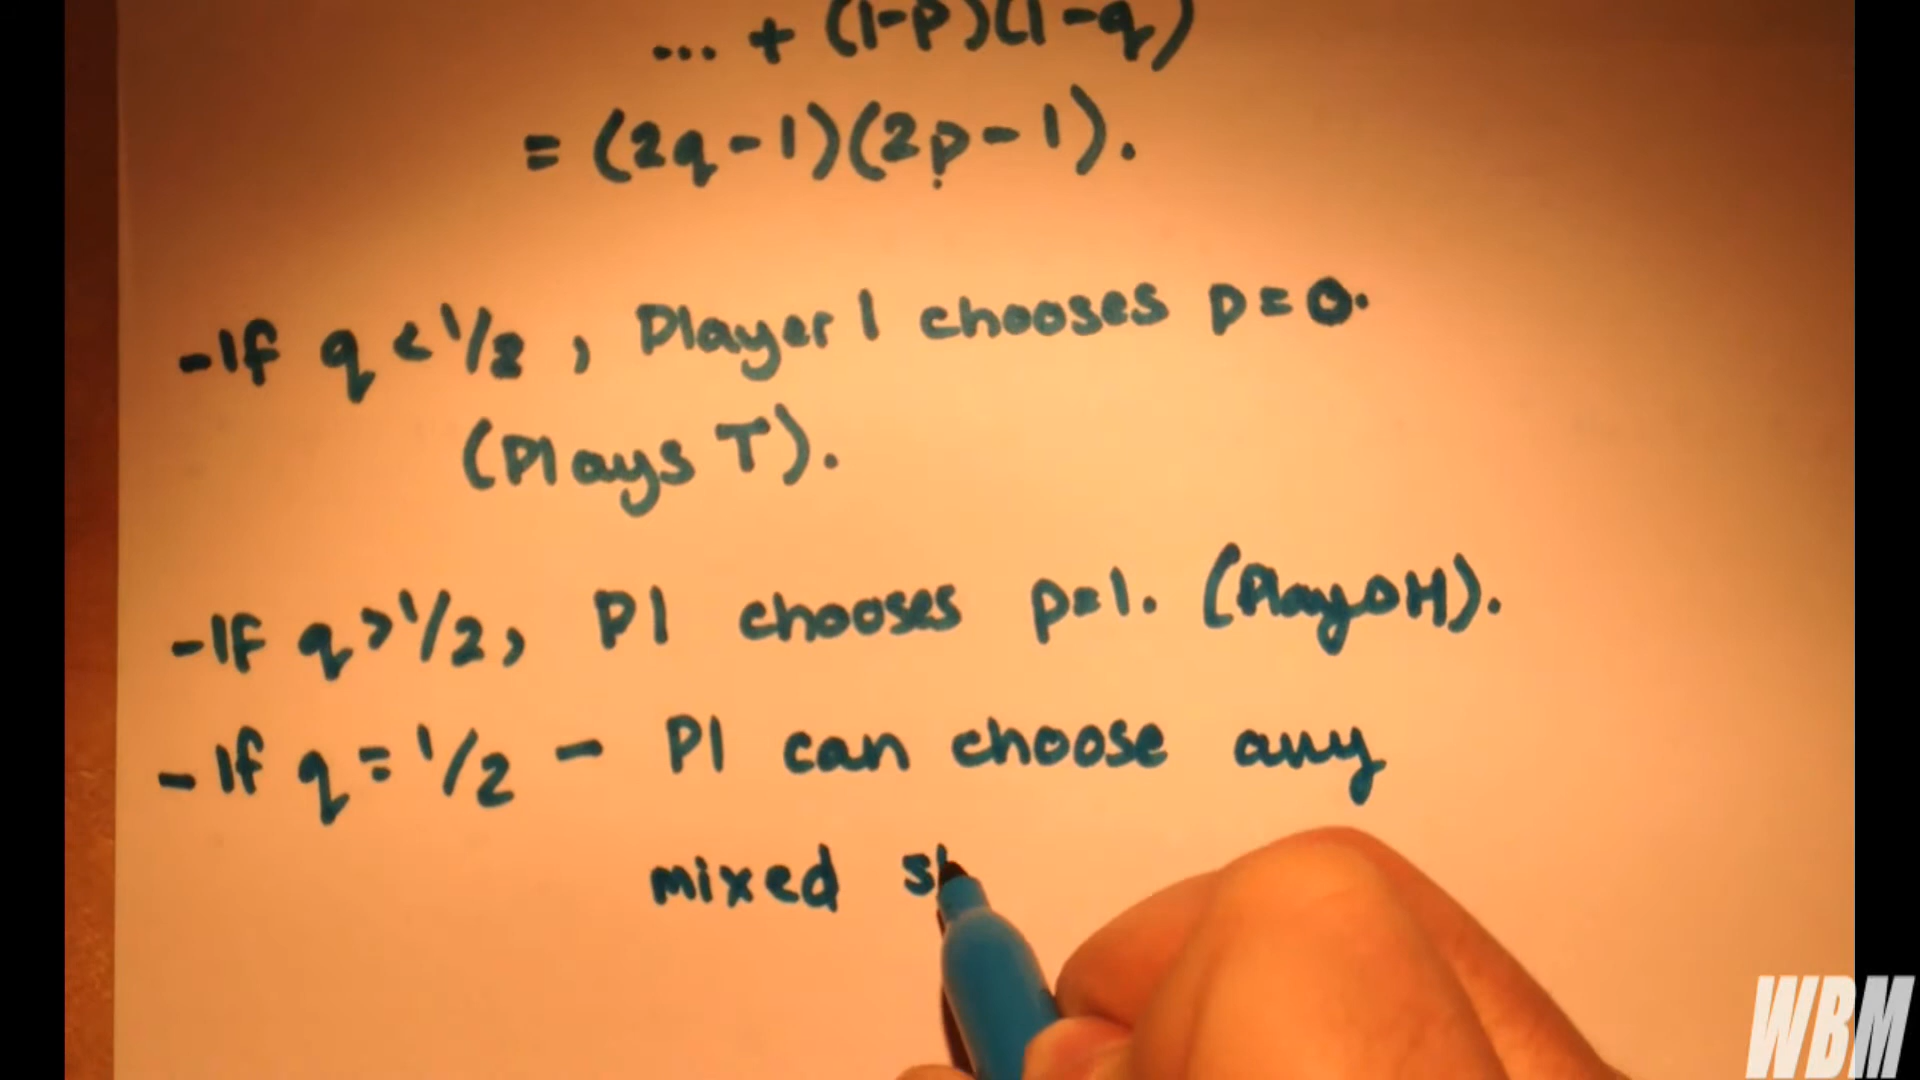 ... + (1-p)(1-q)
= (2q-1)(2p-1).
-If q < 1/2, Player 1 chooses p=0.
(Plays T).
-If q > 1/2, P1 chooses p=1. (Plays H).
-If q = 1/2 - P1 can choose any
mixed
WBM